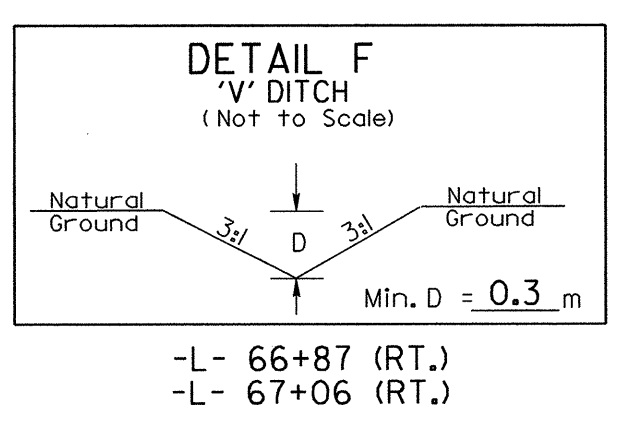 DETAIL F
'V' DITCH
(Not to Scale)
Natural
Ground
3:1
D
3:1
Natural
Ground
Min. D = 0.3 m
-L- 66+87 (RT.)
-L- 67+06 (RT.)